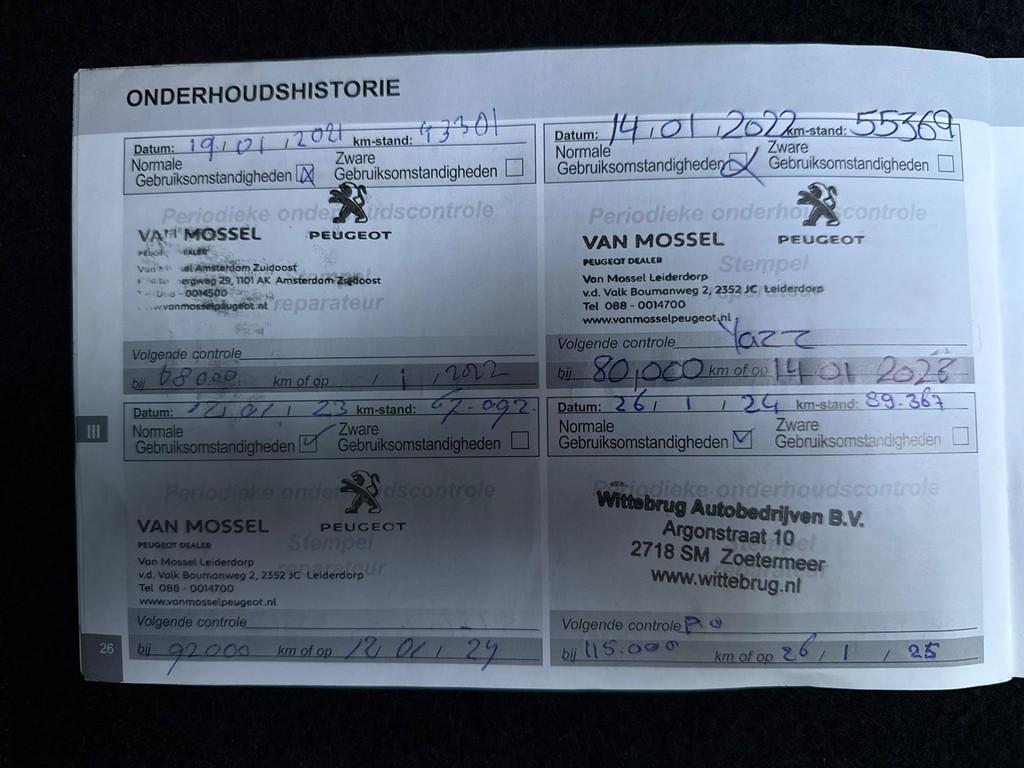 ONDERHOUDSHISTORIE
Datum: 19/01/2021 km-stand: 43301
Normale Gebruiksomstandigheden
Zware Gebruiksomstandigheden
Periodieke onderhoudscontrole
VAN MOSSEL PEUGEOT
Van Mossel Amsterdam Zuidoost
29, 1101 AK Amsterdam Zuidoost
- 0014500
www.vanmosselpeugeot.nl
reparateur
Volgende controle
bij 68000 km of op / 1 / 2022
Datum: 14/01/2022 km-stand: 55369
Normale Gebruiksomstandigheden
Zware Gebruiksomstandigheden
Periodieke onderhoudscontrole
VAN MOSSEL PEUGEOT
PEUGEOT DEALER
Stempel
Van Mossel Leiderdorp
v.d. Valk Boumanweg 2, 2352 JC Leiderdorp
Tel 088 - 0014700
reparateur
www.vanmosselpeugeot.nl
Volgende controle Yazz
bij 80,000 km of op 14 01 2023
III
Datum: 12/01/23 km-stand: 67.092.
Normale Gebruiksomstandigheden
Zware Gebruiksomstandigheden
Periodieke onderhoudscontrole
VAN MOSSEL PEUGEOT
PEUGEOT DEALER
Stempel
Van Mossel Leiderdorp
v.d. Valk Boumanweg 2, 2352 JC Leiderdorp
reparateur
Tel 088 - 0014700
www.vanmosselpeugeot.nl
Volgende controle
bij 92000 km of op 12/01/24
Datum: 26/1/24 km-stand: 89.367
Normale Gebruiksomstandigheden
Zware Gebruiksomstandigheden
Periodieke onderhoudscontrole
Wittebrug Autobedrijven B.V.
Argonstraat 10
2718 SM Zoetermeer
www.wittebrug.nl
Volgende controle
bij 115.000 km of op 26/1/25
26